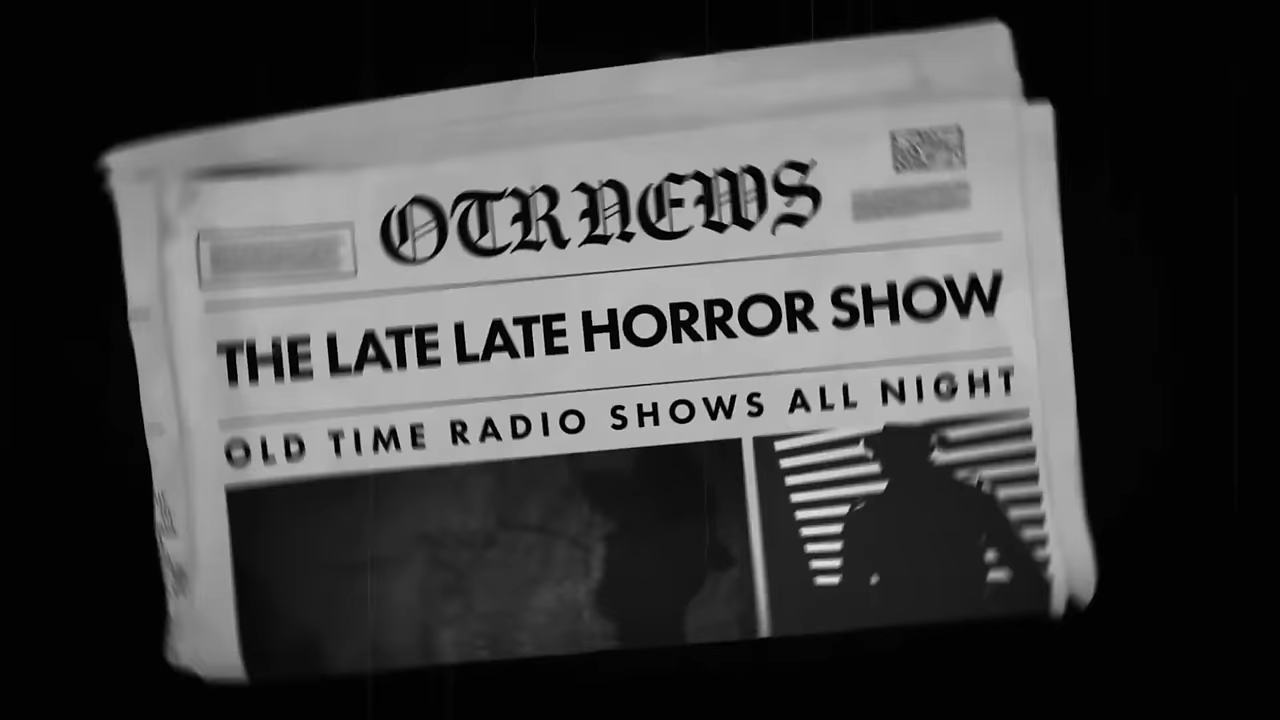 OTRNEWS
THE LATE LATE HORROR SHOW
OLD TIME RADIO SHOWS ALL NIGHT